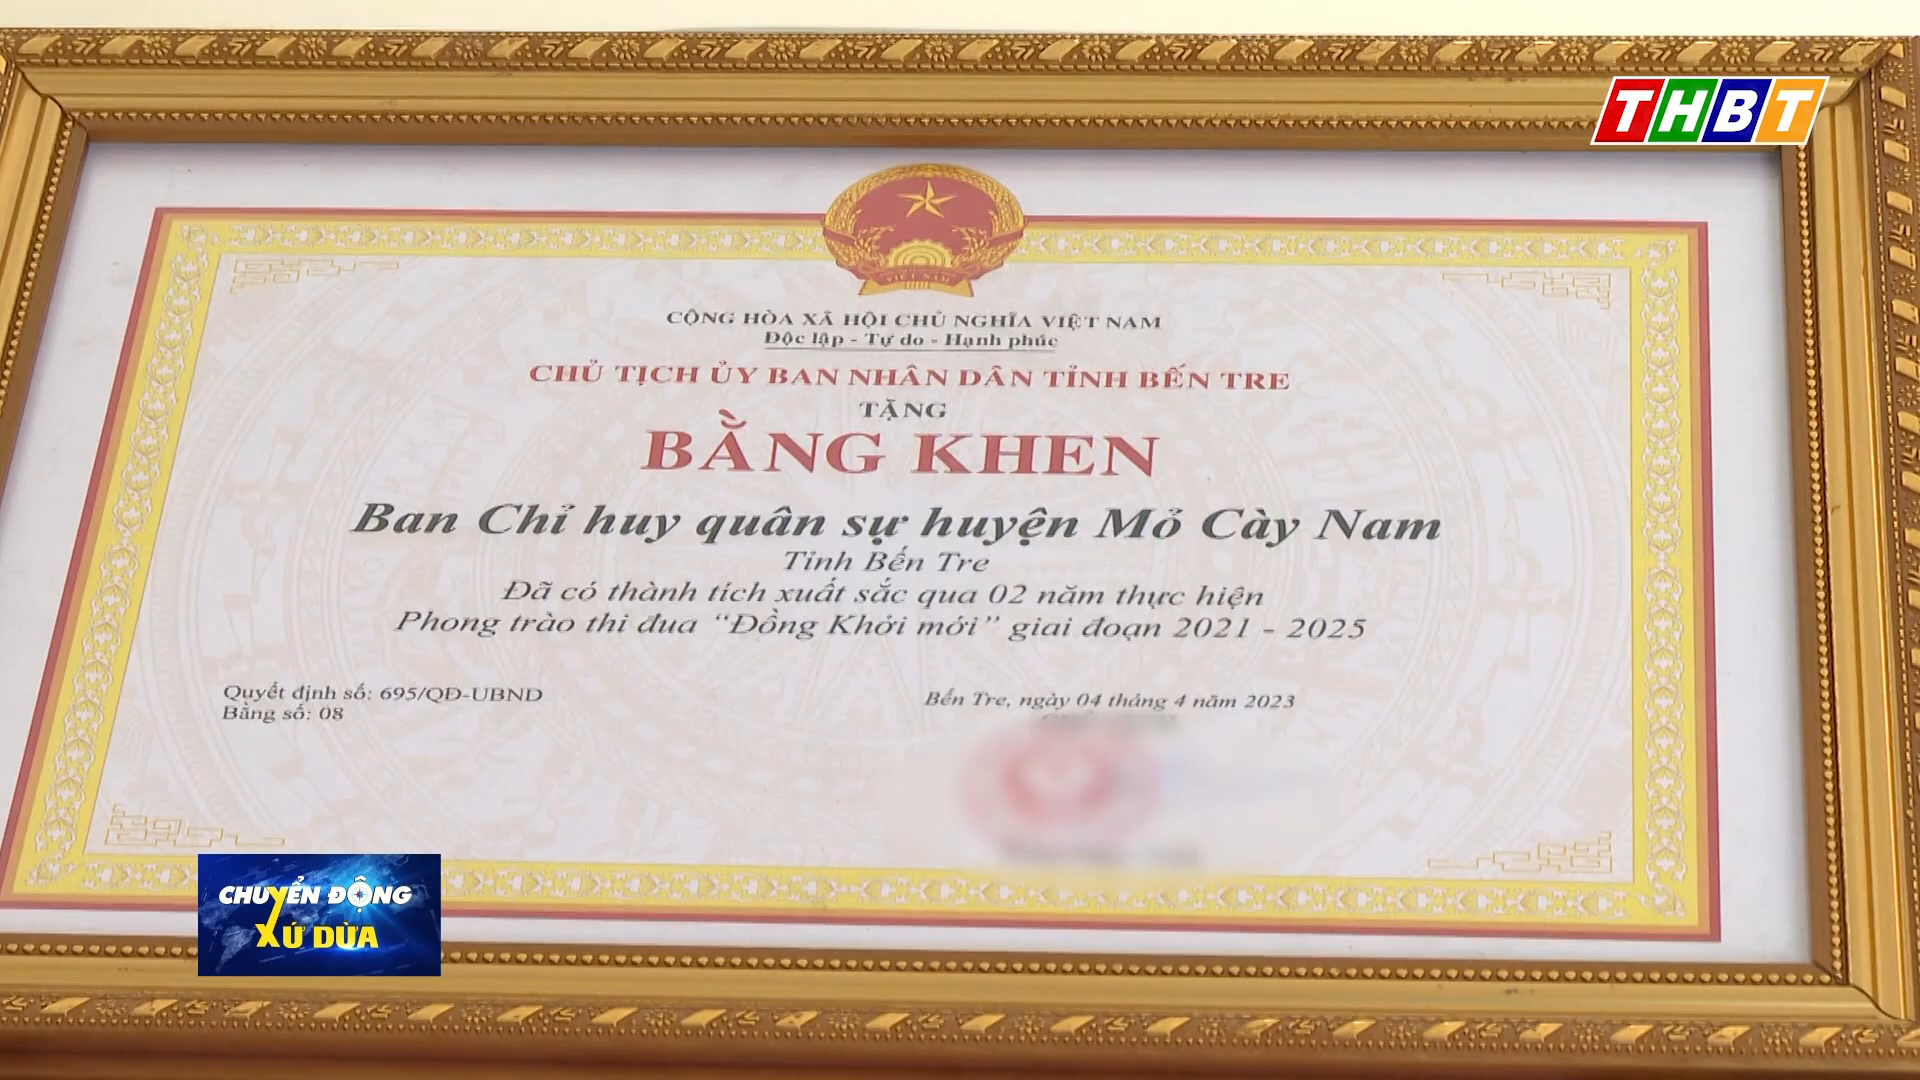 THBT
VIỆT NAM
CỘNG HÒA XÃ HỘI CHỦ NGHĨA VIỆT NAM
Độc lập - Tự do - Hạnh phúc
CHỦ TỊCH ỦY BAN NHÂN DÂN TỈNH BẾN TRE
TẶNG
BẰNG KHEN
Ban Chỉ huy quân sự huyện Mỏ Cày Nam
Tỉnh Bến Tre
Đã có thành tích xuất sắc qua 02 năm thực hiện
Phong trào thi đua “Đồng Khởi mới” giai đoạn 2021 - 2025
Quyết định số: 695/QĐ-UBND
Bằng số: 08
Bến Tre, ngày 04 tháng 4 năm 2023
CHUYỂN ĐỘNG
XỨ DỪA